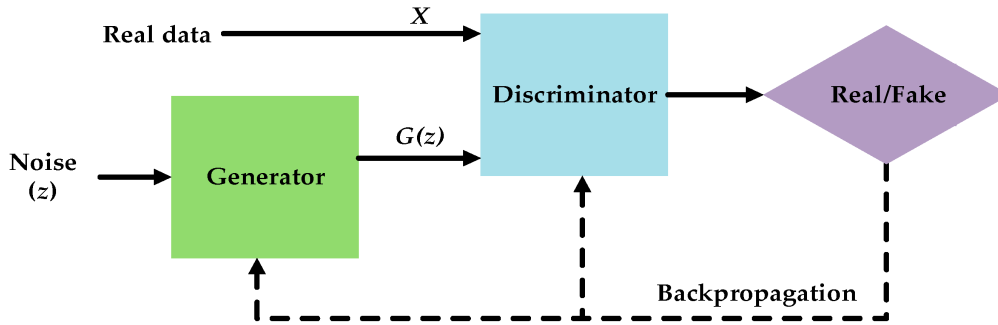 Real data
X
Discriminator
Real/Fake
G(z)
Noise
(z)
Generator
Backpropagation